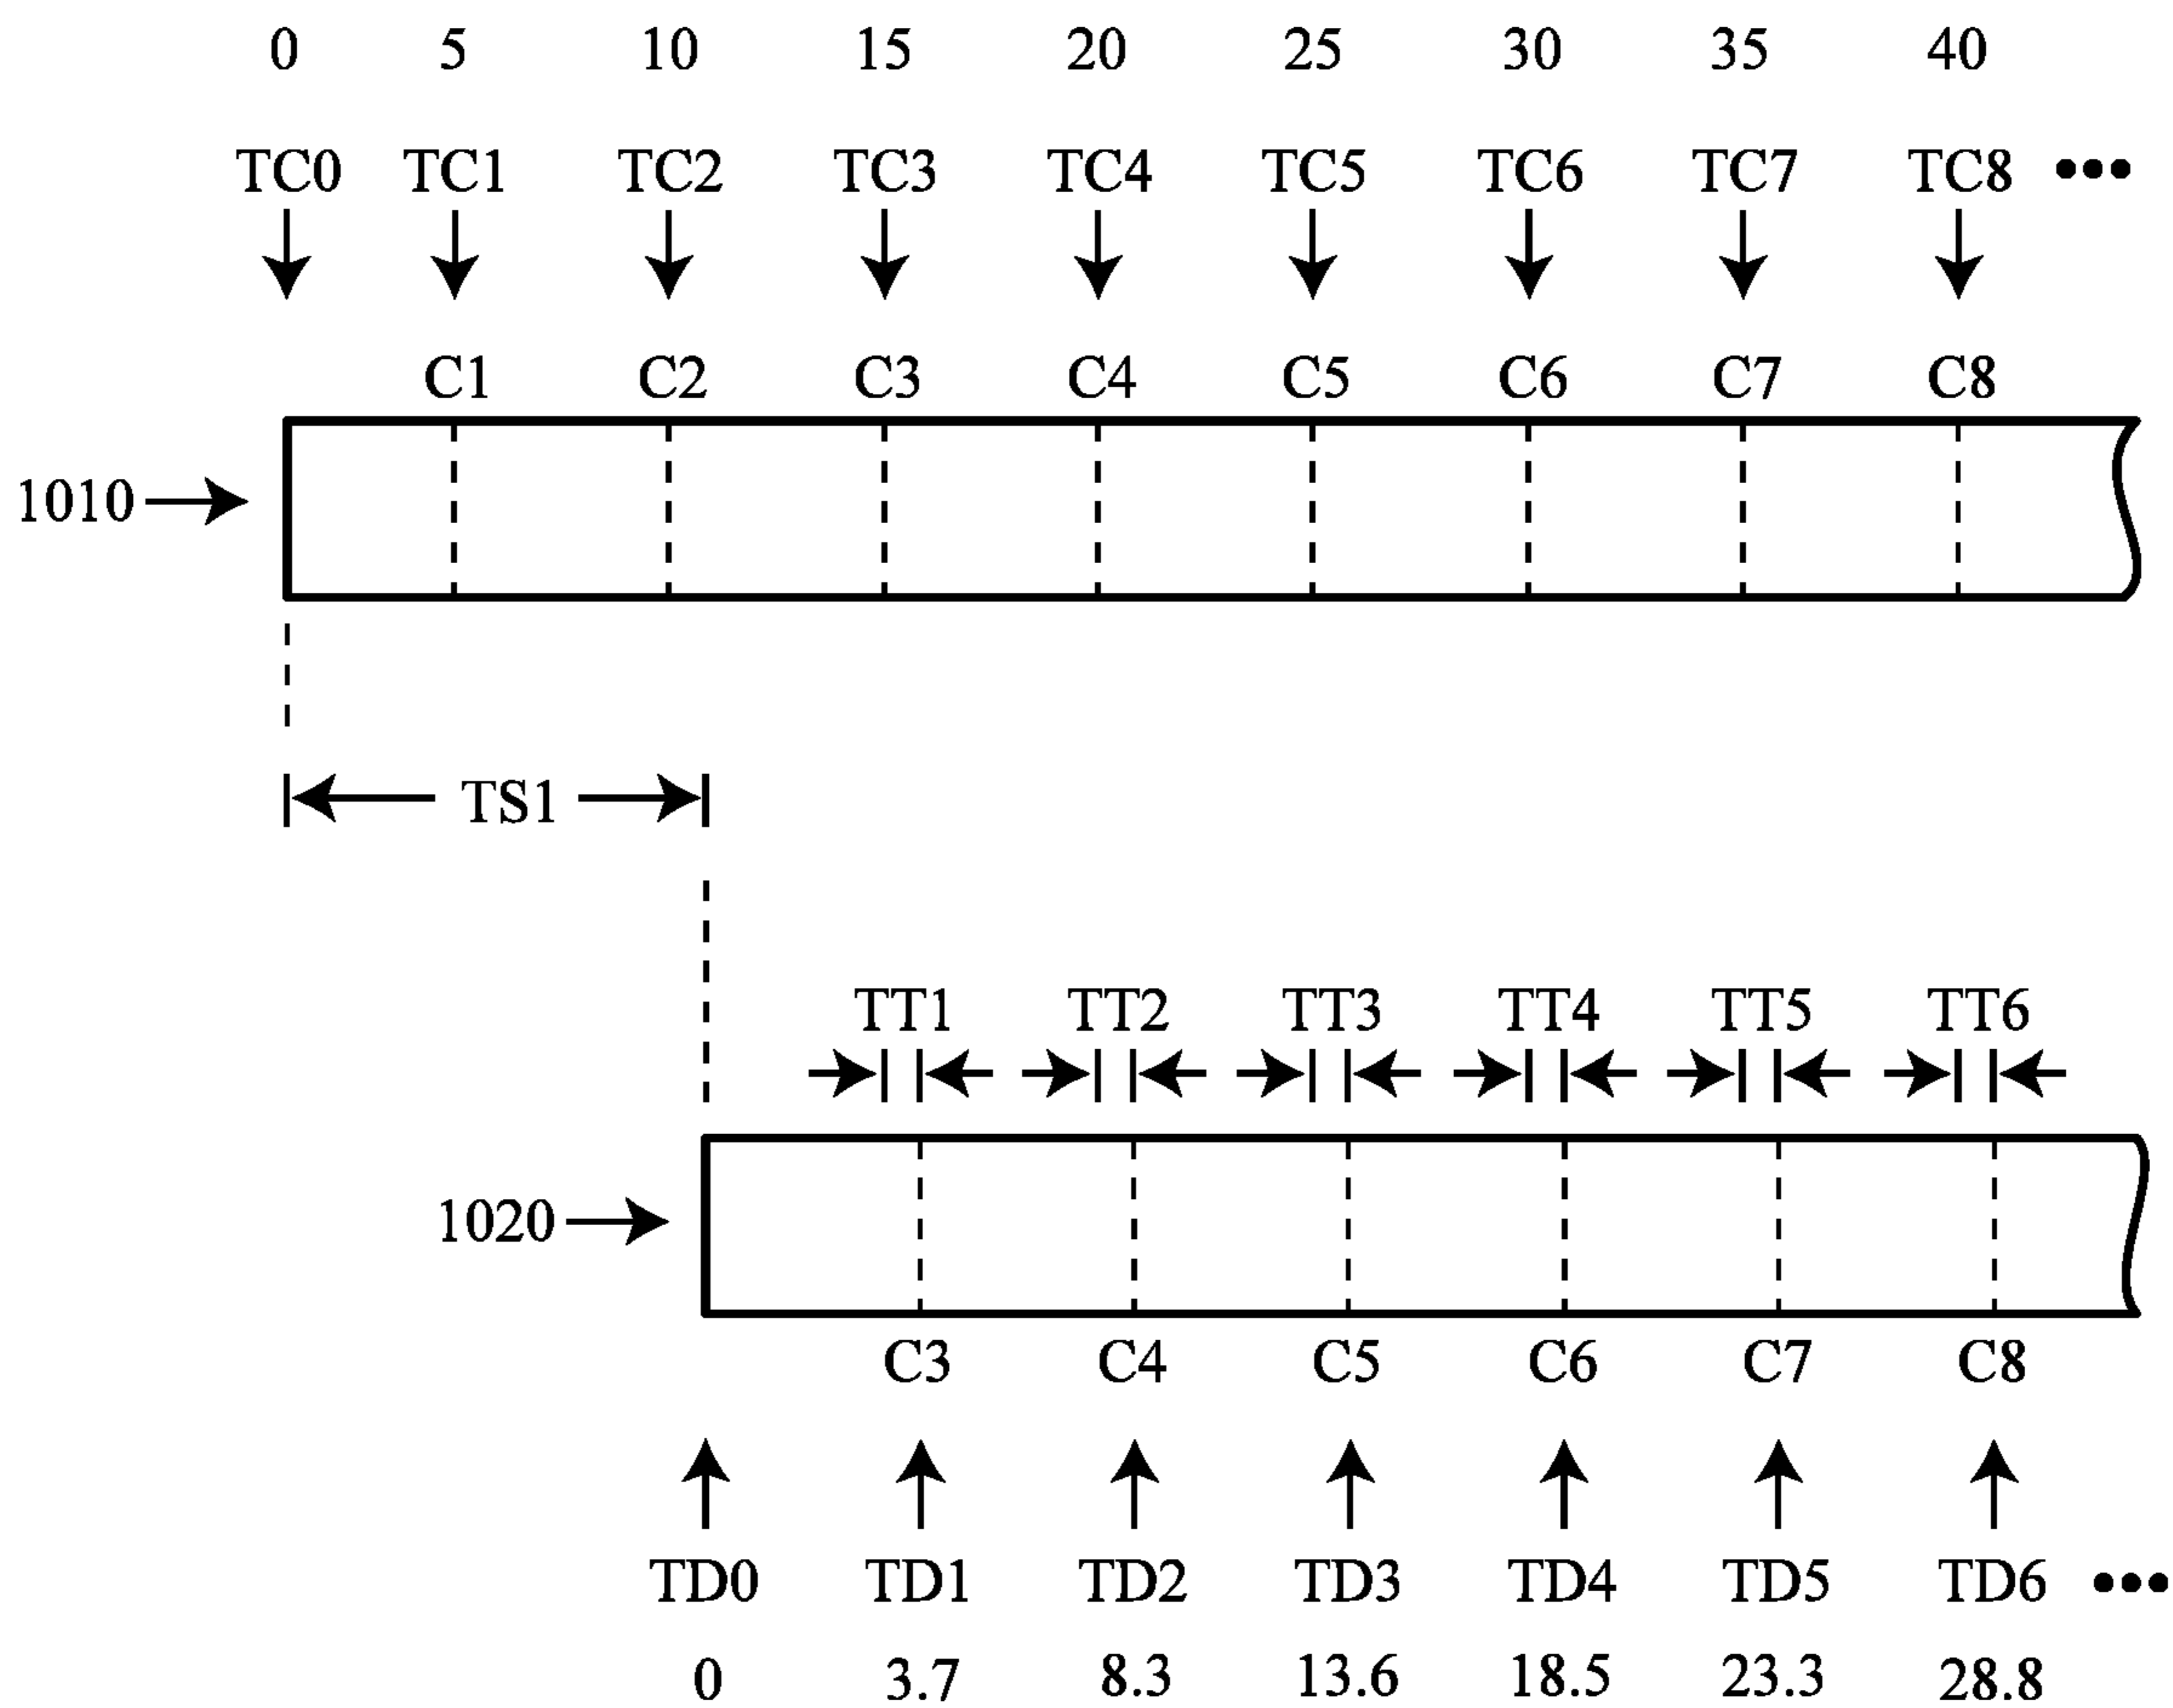 0 5 10 15 20 25 30 35 40
TC0 TC1 TC2 TC3 TC4 TC5 TC6 TC7 TC8 •••
C1 C2 C3 C4 C5 C6 C7 C8
1010
TS1
TT1 TT2 TT3 TT4 TT5 TT6
1020
C3 C4 C5 C6 C7 C8
TD0 TD1 TD2 TD3 TD4 TD5 TD6 •••
0 3.7 8.3 13.6 18.5 23.3 28.8